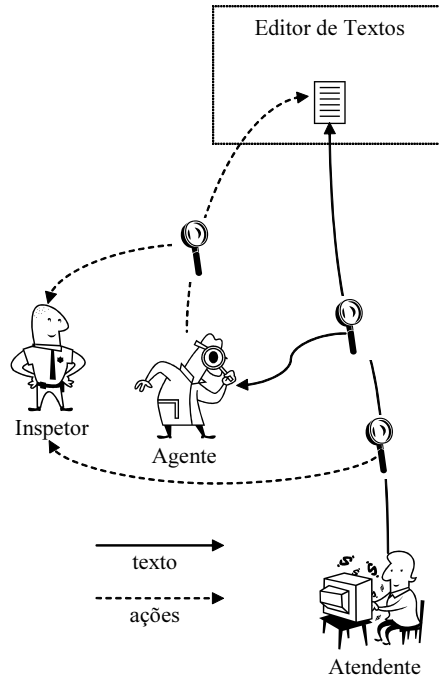 Editor de Textos
Inspetor
Agente
texto
ações
Atendente